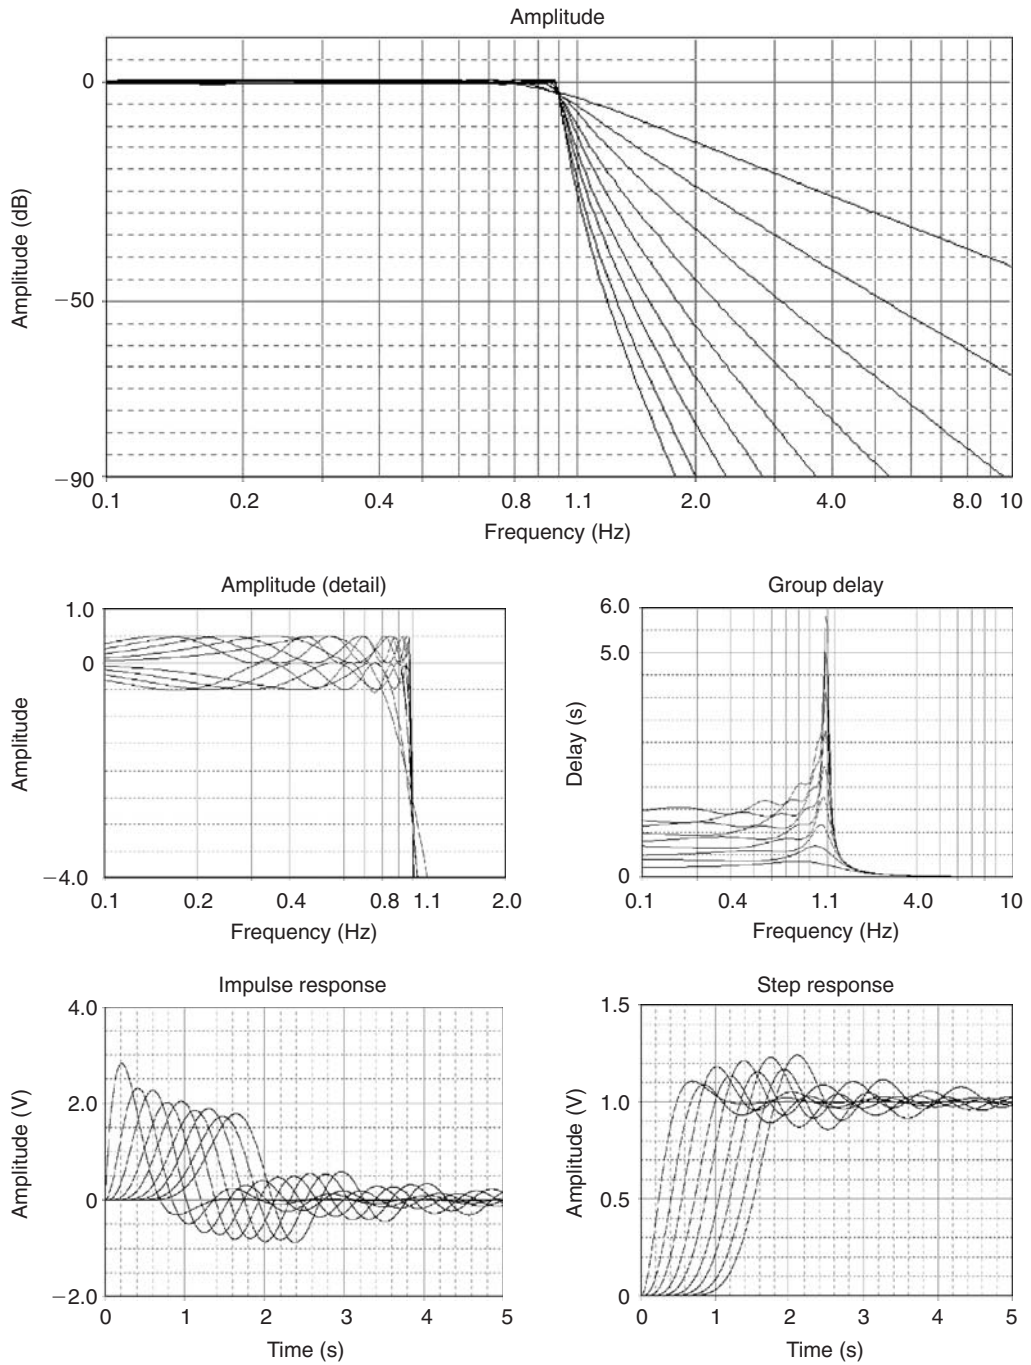 Amplitude
Amplitude (dB)
0
−50
−90
0.1 0.2 0.4 0.8 1.1 2.0 4.0 8.0 10
Frequency (Hz)
Amplitude (detail)
Amplitude
1.0
0
−4.0
0.1 0.2 0.4 0.8 1.1 2.0
Frequency (Hz)
Group delay
Delay (s)
6.0
5.0
0
0.1 0.4 1.1 4.0 10
Frequency (Hz)
Impulse response
Amplitude (V)
4.0
2.0
0
−2.0
0 1 2 3 4 5
Time (s)
Step response
Amplitude (V)
1.5
1.0
0.5
0
0 1 2 3 4 5
Time (s)